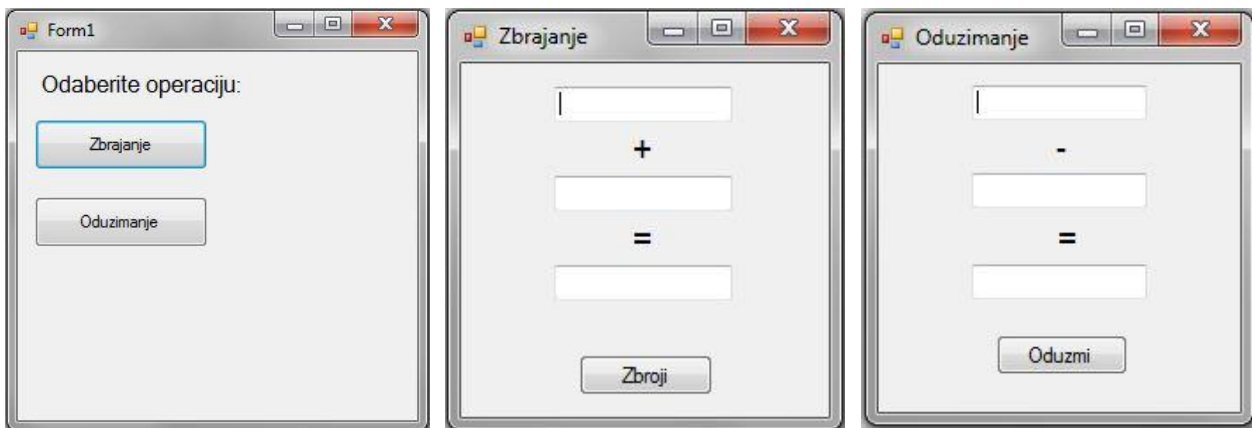 Form1
Odaberite operaciju:
Zbrajanje
Oduzimanje
Zbrajanje
+
=
Zbroji
Oduzimanje
-
=
Oduzmi